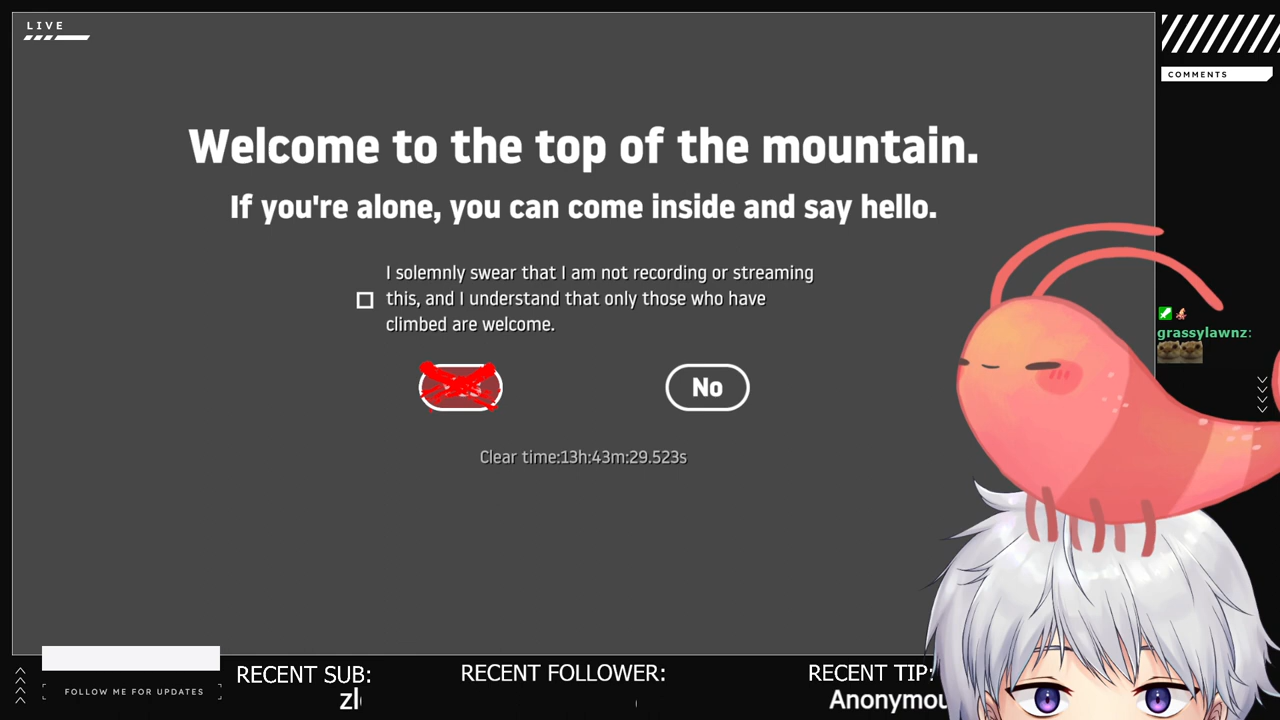 LIVE
COMMENTS
Welcome to the top of the mountain.
If you're alone, you can come inside and say hello.
I solemnly swear that I am not recording or streaming
this, and I understand that only those who have
climbed are welcome.
No
Clear time:13h:43m:29.523s
grassylawnz:
FOLLOW ME FOR UPDATES
RECENT SUB:
RECENT FOLLOWER:
RECENT TIP: